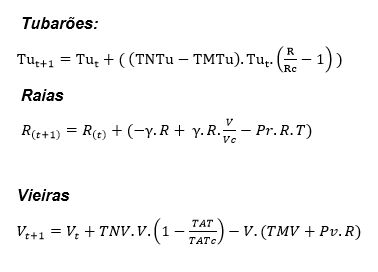 Tubarões:
Tu_{t+1} = Tu_t + ( (TNTu − TMTu). Tu_t. (R/Rc − 1) )
Raias
R_{(t+1)} = R_{(t)} + (−γ. R + γ. R. V/Vc − Pr. R. T)
Vieiras
V_{t+1} = V_t + TNV. V. (1 − TAT/TATc) − V. (TMV + Pv. R)